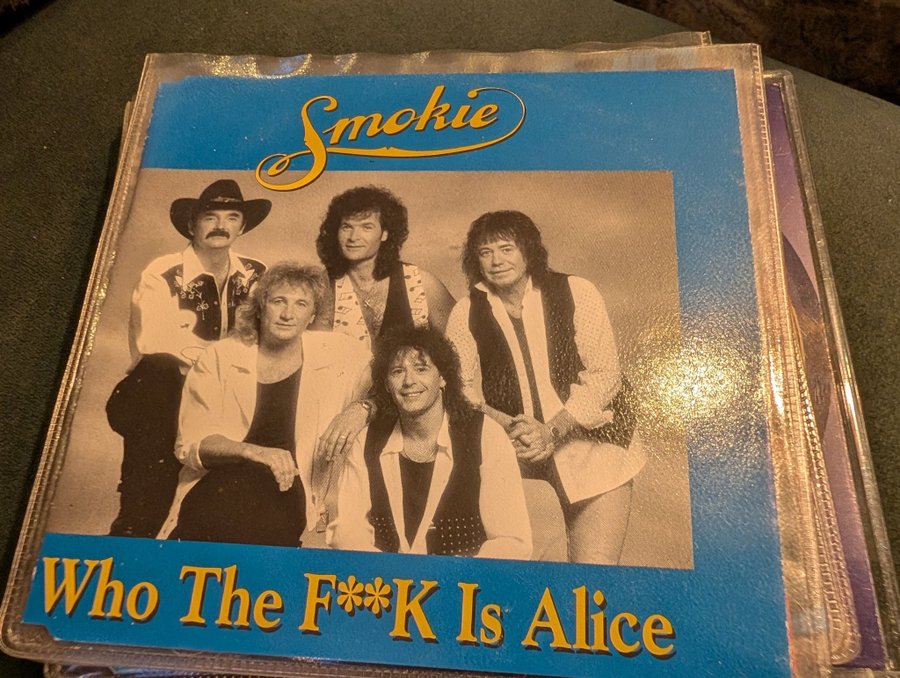 Smokie
Who The F**K Is Alice